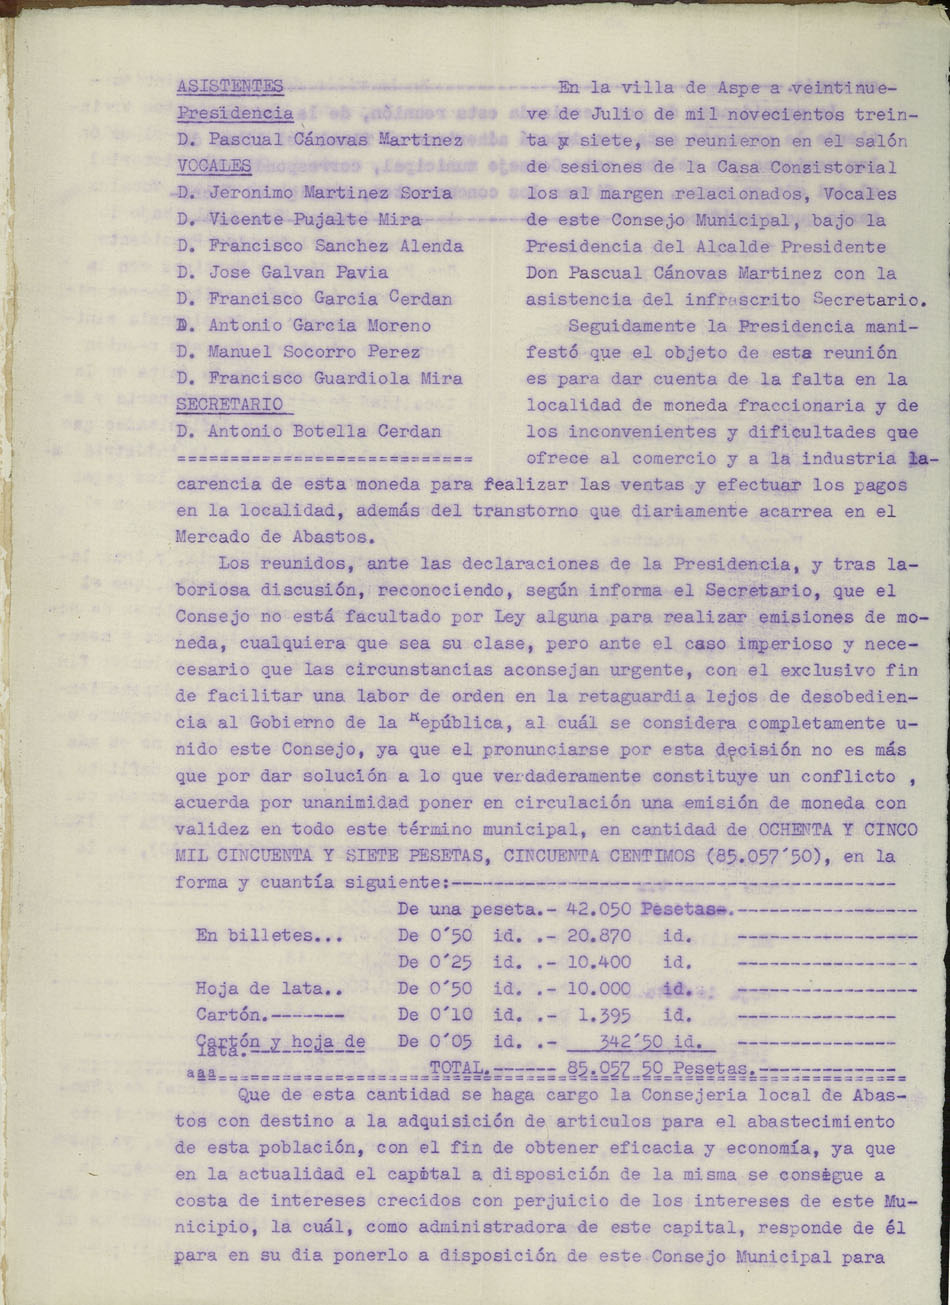 ASISTENTES
Presidencia
D. Pascual Cánovas Martinez
VOCALES
D. Jeronimo Martinez Soria
D. Vicente Pujalte Mira
D. Francisco Sanchez Alenda
D. Jose Galvan Pavia
D. Francisco Garcia Cerdan
D. Antonio Garcia Moreno
D. Manuel Socorro Perez
D. Francisco Guardiola Mira
SECRETARIO
D. Antonio Botella Cerdan
============================
En la villa de Aspe a veintinue-
ve de Julio de mil novecientos trein-
ta y siete, se reunieron en el salón
de sesiones de la Casa Consistorial
los al margen relacionados, Vocales
de este Consejo Municipal, bajo la
Presidencia del Alcalde Presidente
Don Pascual Cánovas Martinez con la
asistencia del infrascrito Secretario.
Seguidamente la Presidencia mani-
festó que el objeto de esta reunión
es para dar cuenta de la falta en la
localidad de moneda fraccionaria y de
los inconvenientes y dificultades que
ofrece al comercio y a la industria la-
carencia de esta moneda para realizar las ventas y efectuar los pagos
en la localidad, además del transtorno que diariamente acarrea en el
Mercado de Abastos.
Los reunidos, ante las declaraciones de la Presidencia, y tras la-
boriosa discusión, reconociendo, según informa el Secretario, que el
Consejo no está facultado por Ley alguna para realizar emisiones de mo-
neda, cualquiera que sea su clase, pero ante el caso imperioso y nece-
cesario que las circunstancias aconsejan urgente, con el exclusivo fin
de facilitar una labor de orden en la retaguardia lejos de desobedien-
cia al Gobierno de la República, al cuál se considera completamente u-
nido este Consejo, ya que el pronunciarse por esta decisión no es más
que por dar solución a lo que verdaderamente constituye un conflicto ,
acuerda por unanimidad poner en circulación una emisión de moneda con
validez en todo este término municipal, en cantidad de OCHENTA Y CINCO
MIL CINCUENTA Y SIETE PESETAS, CINCUENTA CENTIMOS (85.057'50), en la
forma y cuantía siguiente:------------------------------------------
De una peseta.- 42.050 Pesetas-.-----------------
En billetes... De 0'50 id. .- 20.870 id. -----------------
De 0'25 id. .- 10.400 id. -----------------
Hoja de lata.. De 0'50 id. .- 10.000 id. -----------------
Cartón.------- De 0'10 id. .- 1.395 id. -----------------
Cartón y hoja de De 0'05 id. .- 342'50 id.
lata.-----------
aaa TOTAL.------ 85.057 50 Pesetas.-------------
Que de esta cantidad se haga cargo la Consejeria local de Abas-
tos con destino a la adquisición de articulos para el abastecimiento
de esta población, con el fin de obtener eficacia y economía, ya que
en la actualidad el capital a disposición de la misma se consegue a
costa de intereses crecidos con perjuicio de los intereses de este Mu-
nicipio, la cuál, como administradora de este capital, responde de él
para en su dia ponerlo a disposición de este Consejo Municipal para